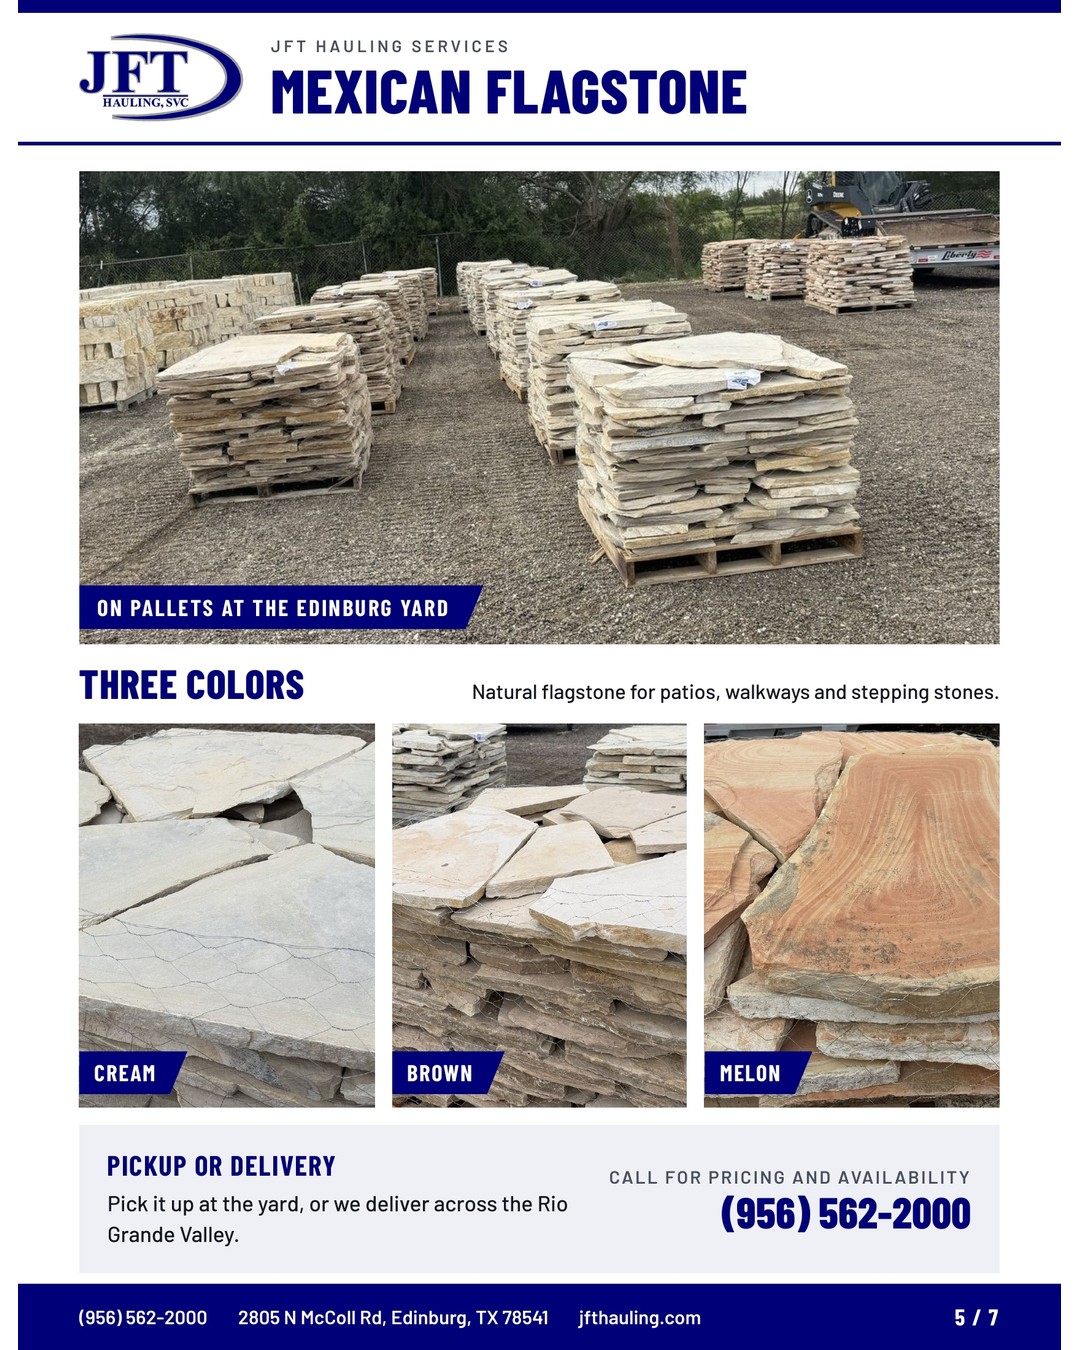 JFT
HAULING, SVC
JFT HAULING SERVICES
MEXICAN FLAGSTONE
DEERE
Liberty
ON PALLETS AT THE EDINBURG YARD
THREE COLORS
Natural flagstone for patios, walkways and stepping stones.
CREAM
BROWN
MELON
PICKUP OR DELIVERY
Pick it up at the yard, or we deliver across the Rio
Grande Valley.
CALL FOR PRICING AND AVAILABILITY
(956) 562-2000
(956) 562-2000 2805 N McColl Rd, Edinburg, TX 78541 jfthauling.com 5 / 7